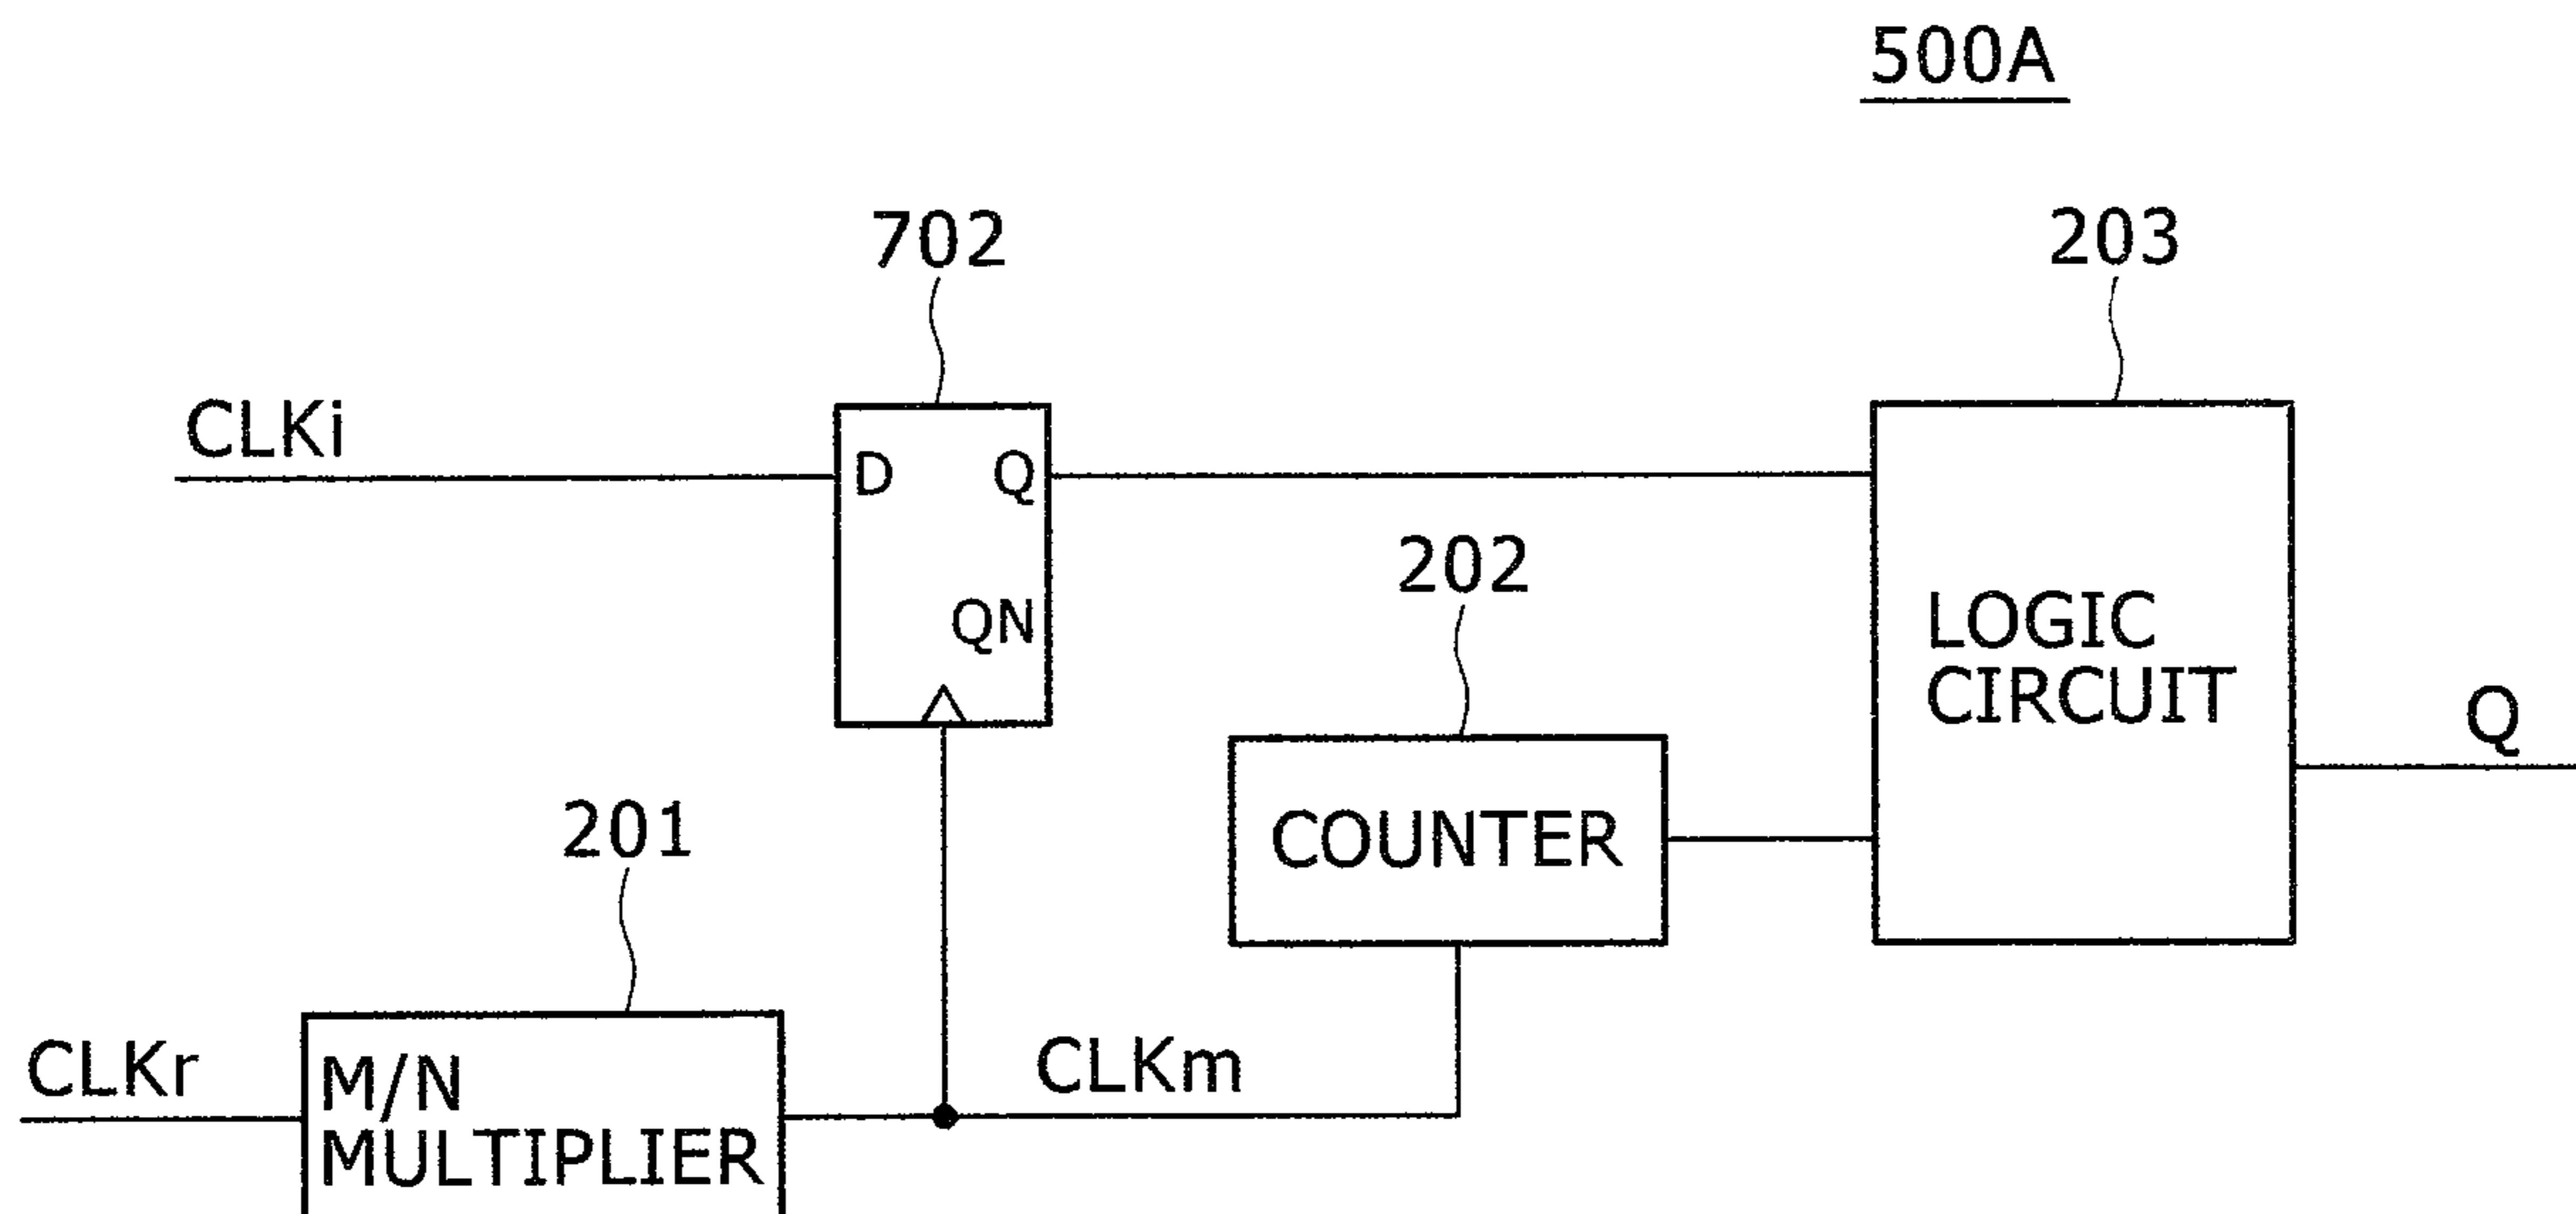 500A
702
203
CLKi
D
Q
202
QN
LOGIC
CIRCUIT
Q
201
COUNTER
CLKr
M/N
MULTIPLIER
CLKm